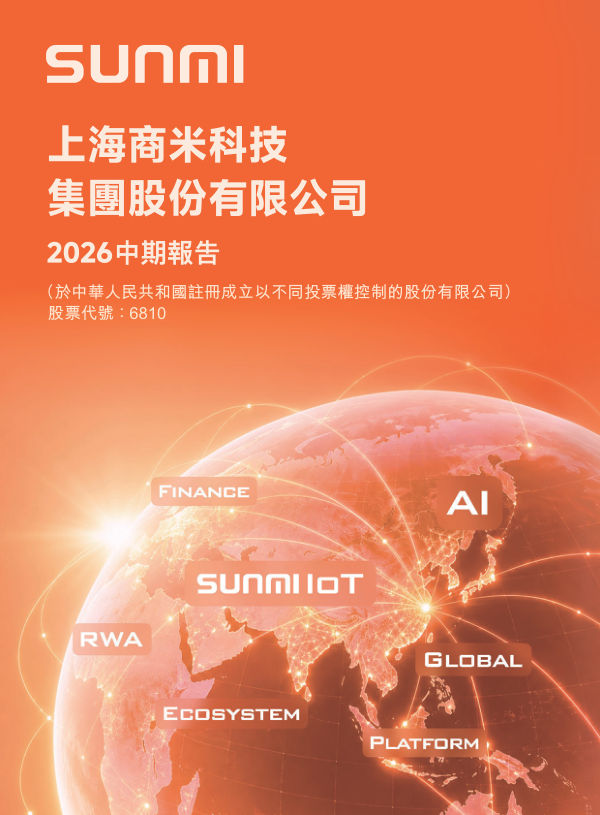 SUNMI
上海商米科技
集團股份有限公司
2026中期報告
（於中華人民共和國註冊成立以不同投票權控制的股份有限公司）
股票代號：6810
FINANCE
AI
SUNMI IOT
RWA
GLOBAL
ECOSYSTEM
PLATFORM